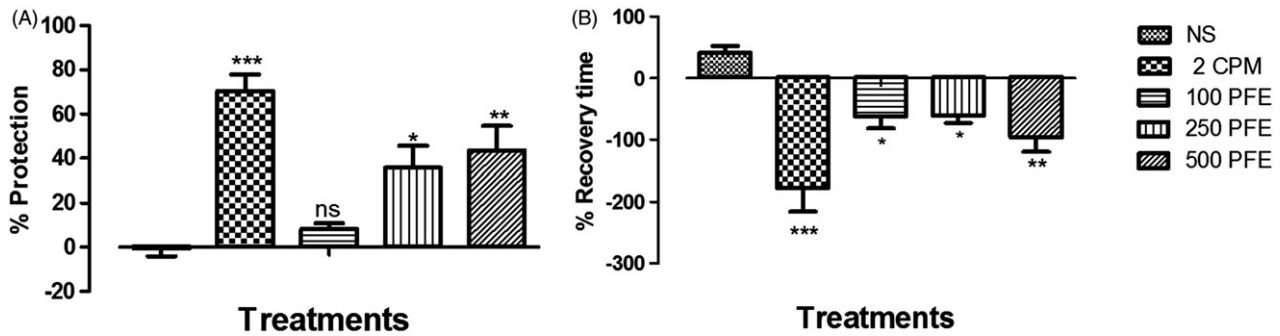 (A)
% Protection
100
80
60
40
20
0
-20
***
ns
*
**
Treatments
(B)
% Recovery time
100
0
-100
-200
-300
***
*
*
**
Treatments
NS
2 CPM
100 PFE
250 PFE
500 PFE